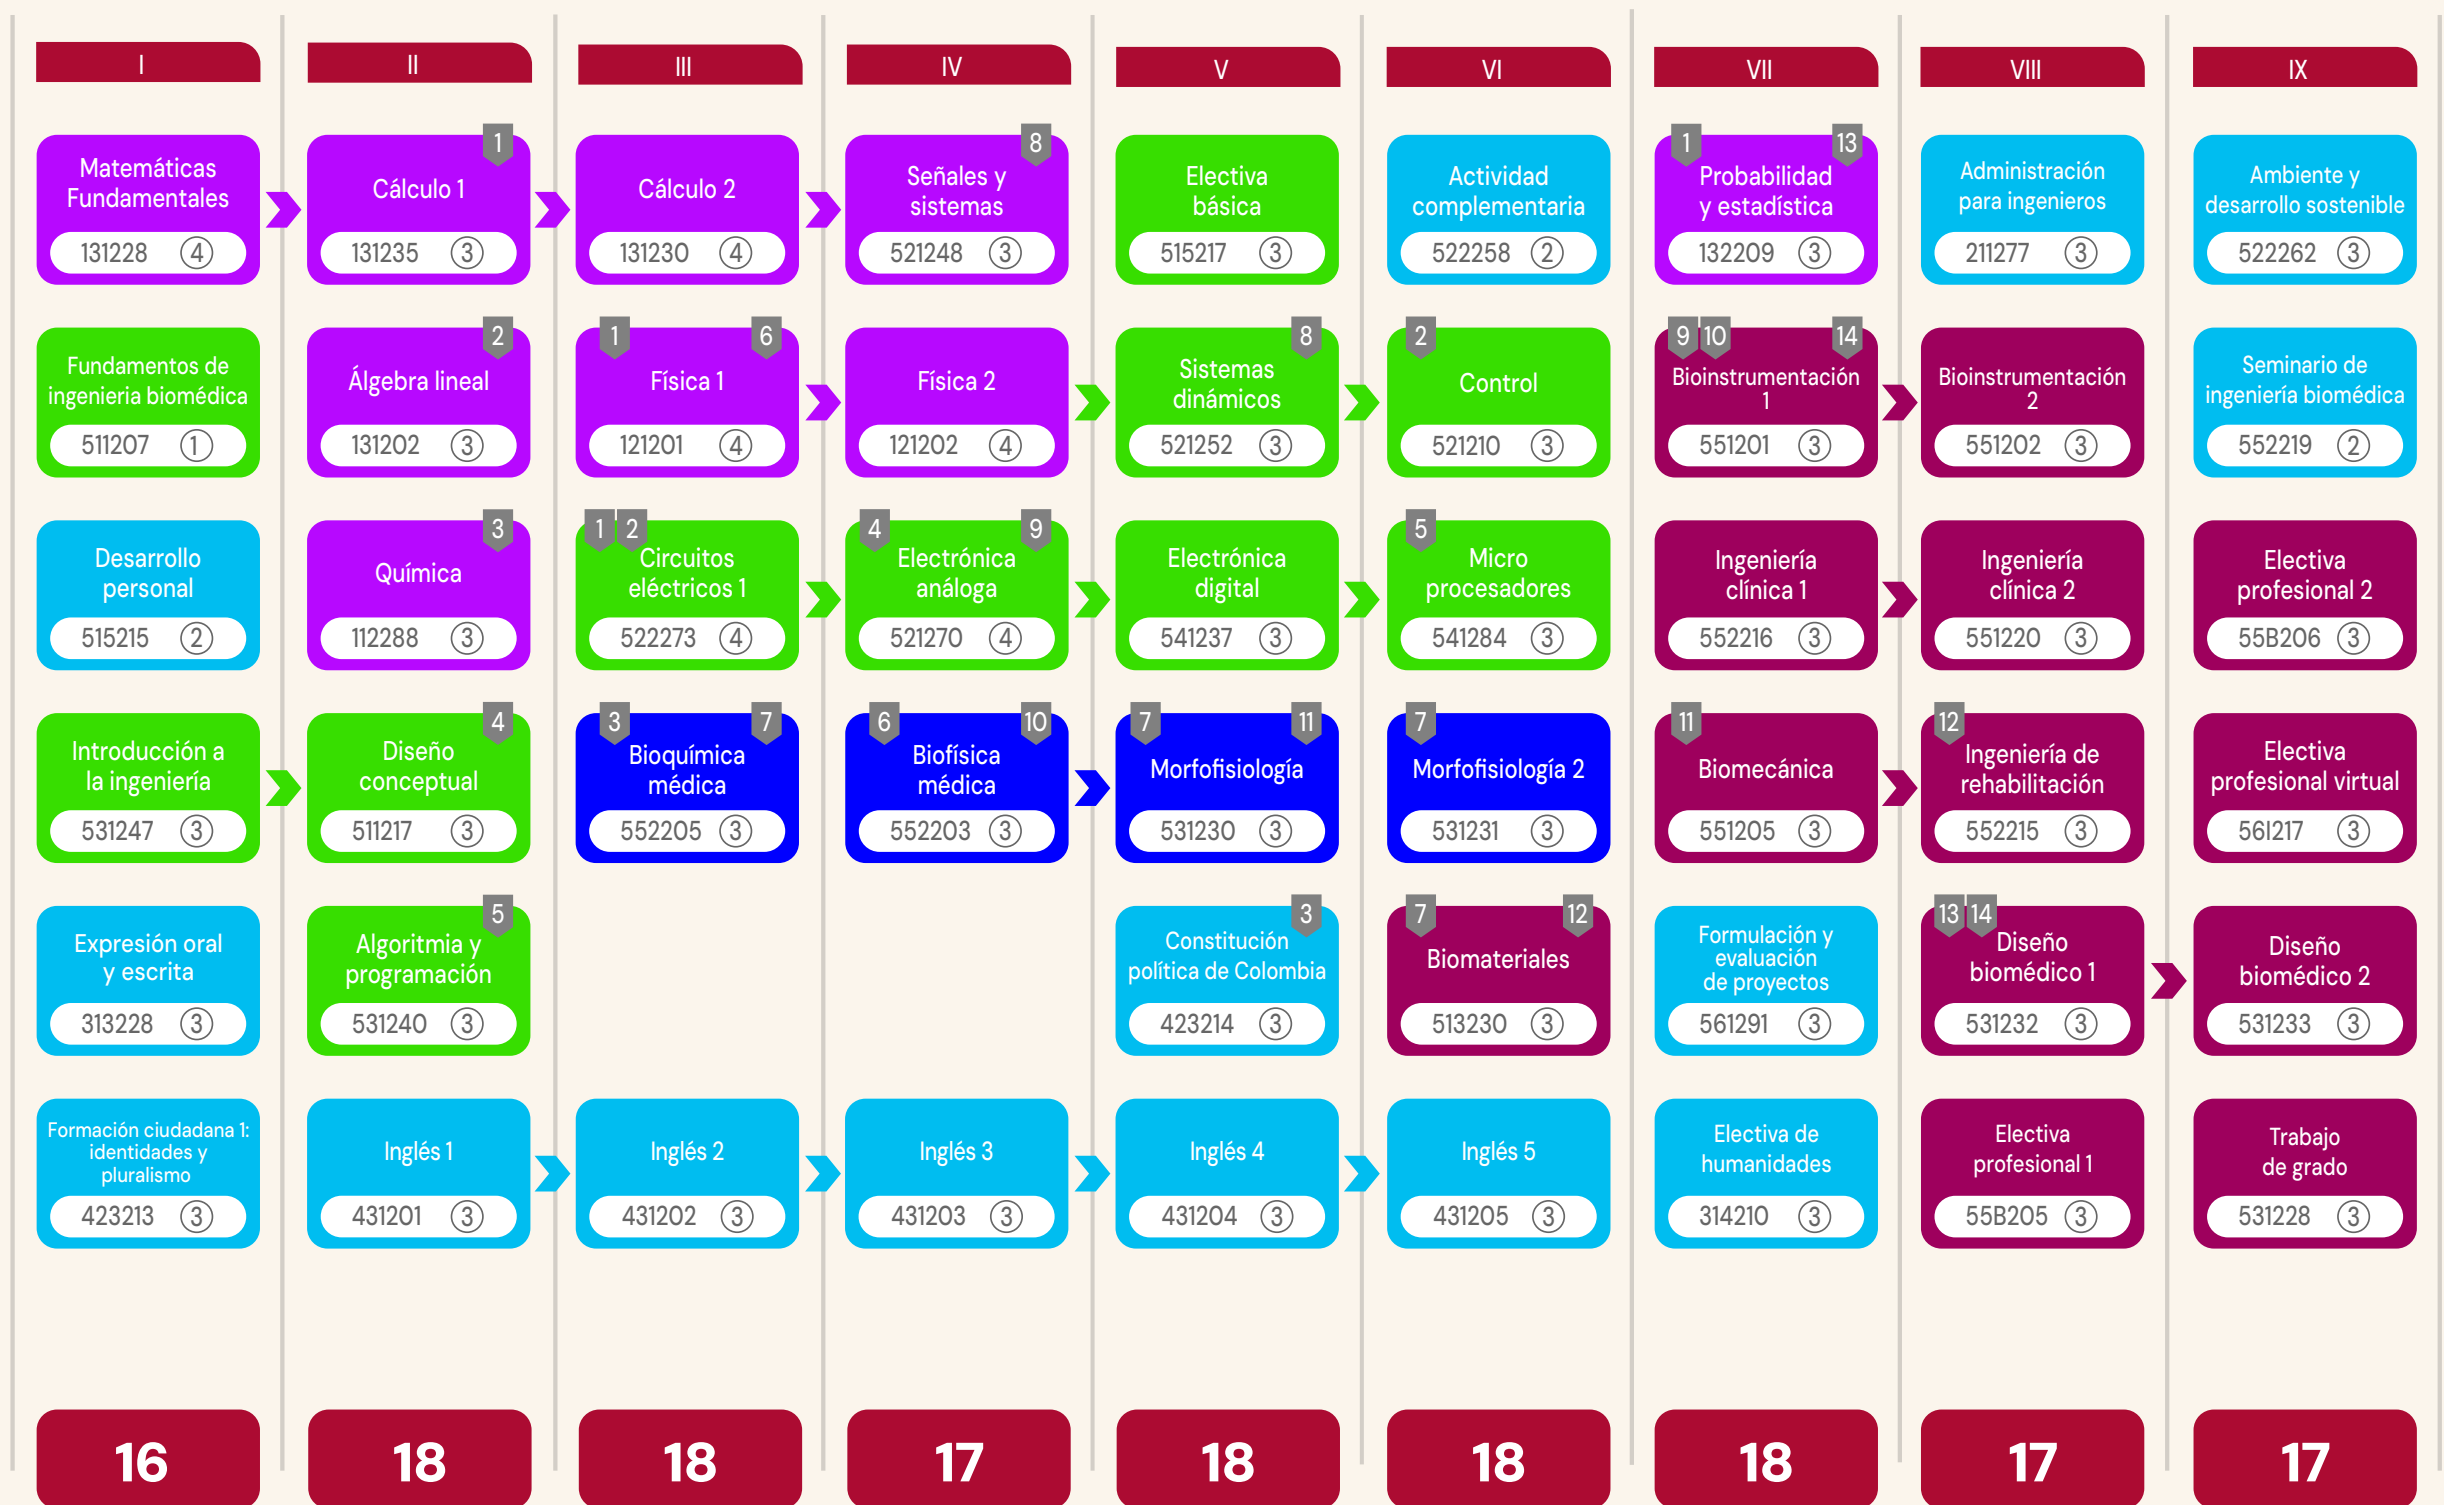 I
II
III
IV
V
VI
VII
VIII
IX
Matemáticas
Fundamentales
131228 4
1
Cálculo 1
131235 3
Cálculo 2
131230 4
8
Señales y
sistemas
521248 3
Electiva
básica
515217 3
Actividad
complementaria
522258 2
1 13
Probabilidad
y estadística
132209 3
Administración
para ingenieros
211277 3
Ambiente y
desarrollo sostenible
522262 3
Fundamentos de
ingenieria biomédica
511207 1
2
Álgebra lineal
131202 3
1 6
Física 1
121201 4
Física 2
121202 4
8
Sistemas
dinámicos
521252 3
2
Control
521210 3
9 10 14
Bioinstrumentación
1
551201 3
Bioinstrumentación
2
551202 3
Seminario de
ingeniería biomédica
552219 2
Desarrollo
personal
515215 2
3
Química
112288 3
1 2
Circuitos
eléctricos 1
522273 4
4 9
Electrónica
análoga
521270 4
Electrónica
digital
541237 3
5
Micro
procesadores
541284 3
Ingeniería
clínica 1
552216 3
Ingeniería
clínica 2
551220 3
Electiva
profesional 2
55B206 3
Introducción a
la ingeniería
531247 3
4
Diseño
conceptual
511217 3
3 7
Bioquímica
médica
552205 3
6 10
Biofísica
médica
552203 3
7 11
Morfofisiología
531230 3
7
Morfofisiología 2
531231 3
11
Biomecánica
551205 3
12
Ingeniería de
rehabilitación
552215 3
Electiva
profesional virtual
56I217 3
Expresión oral
y escrita
313228 3
5
Algoritmia y
programación
531240 3
3
Constitución
política de Colombia
423214 3
7 12
Biomateriales
513230 3
Formulación y
evaluación
de proyectos
561291 3
13 14
Diseño
biomédico 1
531232 3
Diseño
biomédico 2
531233 3
Formación ciudadana 1:
identidades y
pluralismo
423213 3
Inglés 1
431201 3
Inglés 2
431202 3
Inglés 3
431203 3
Inglés 4
431204 3
Inglés 5
431205 3
Electiva de
humanidades
314210 3
Electiva
profesional 1
55B205 3
Trabajo
de grado
531228 3
16
18
18
17
18
18
18
17
17